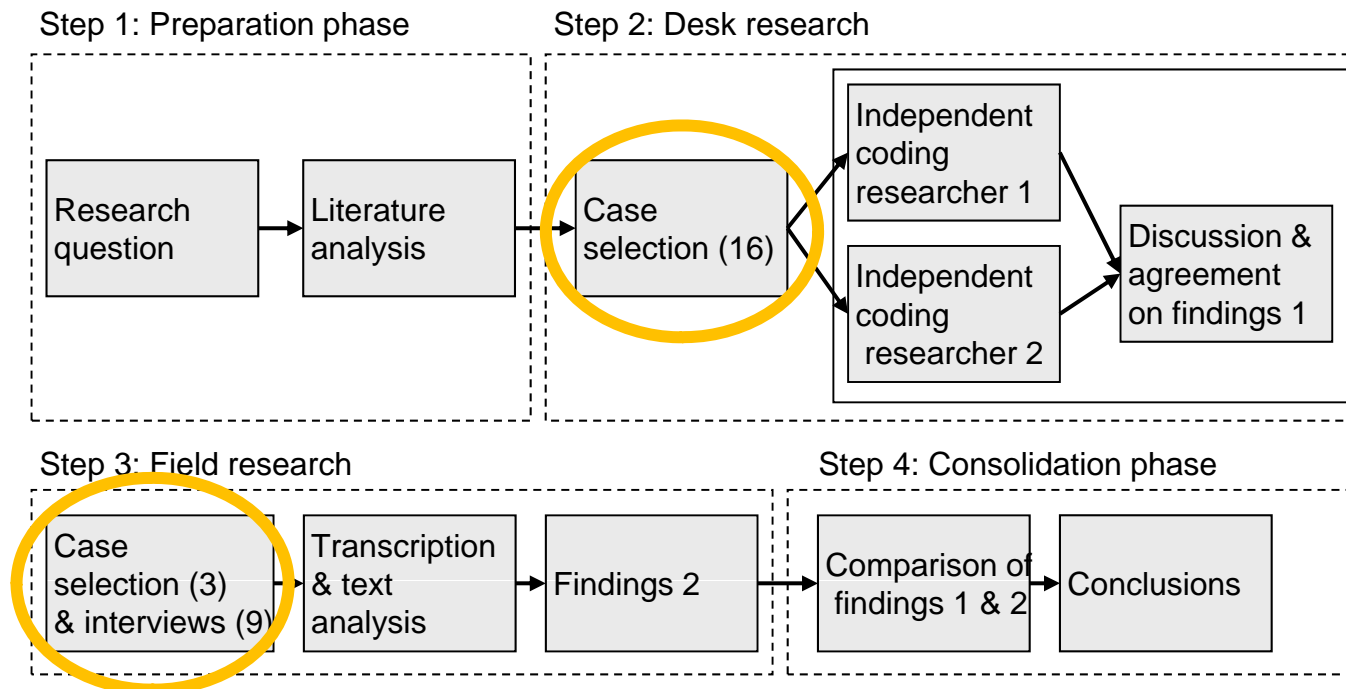 Step 1: Preparation phase
Step 2: Desk research
Research
question
Literature
analysis
Case
selection (16)
Independent
coding
researcher 1
Independent
coding
researcher 2
Discussion &
agreement
on findings 1
Step 3: Field research
Step 4: Consolidation phase
Case
selection (3)
& interviews (9)
Transcription
& text
analysis
Findings 2
Comparison of
findings 1 & 2
Conclusions